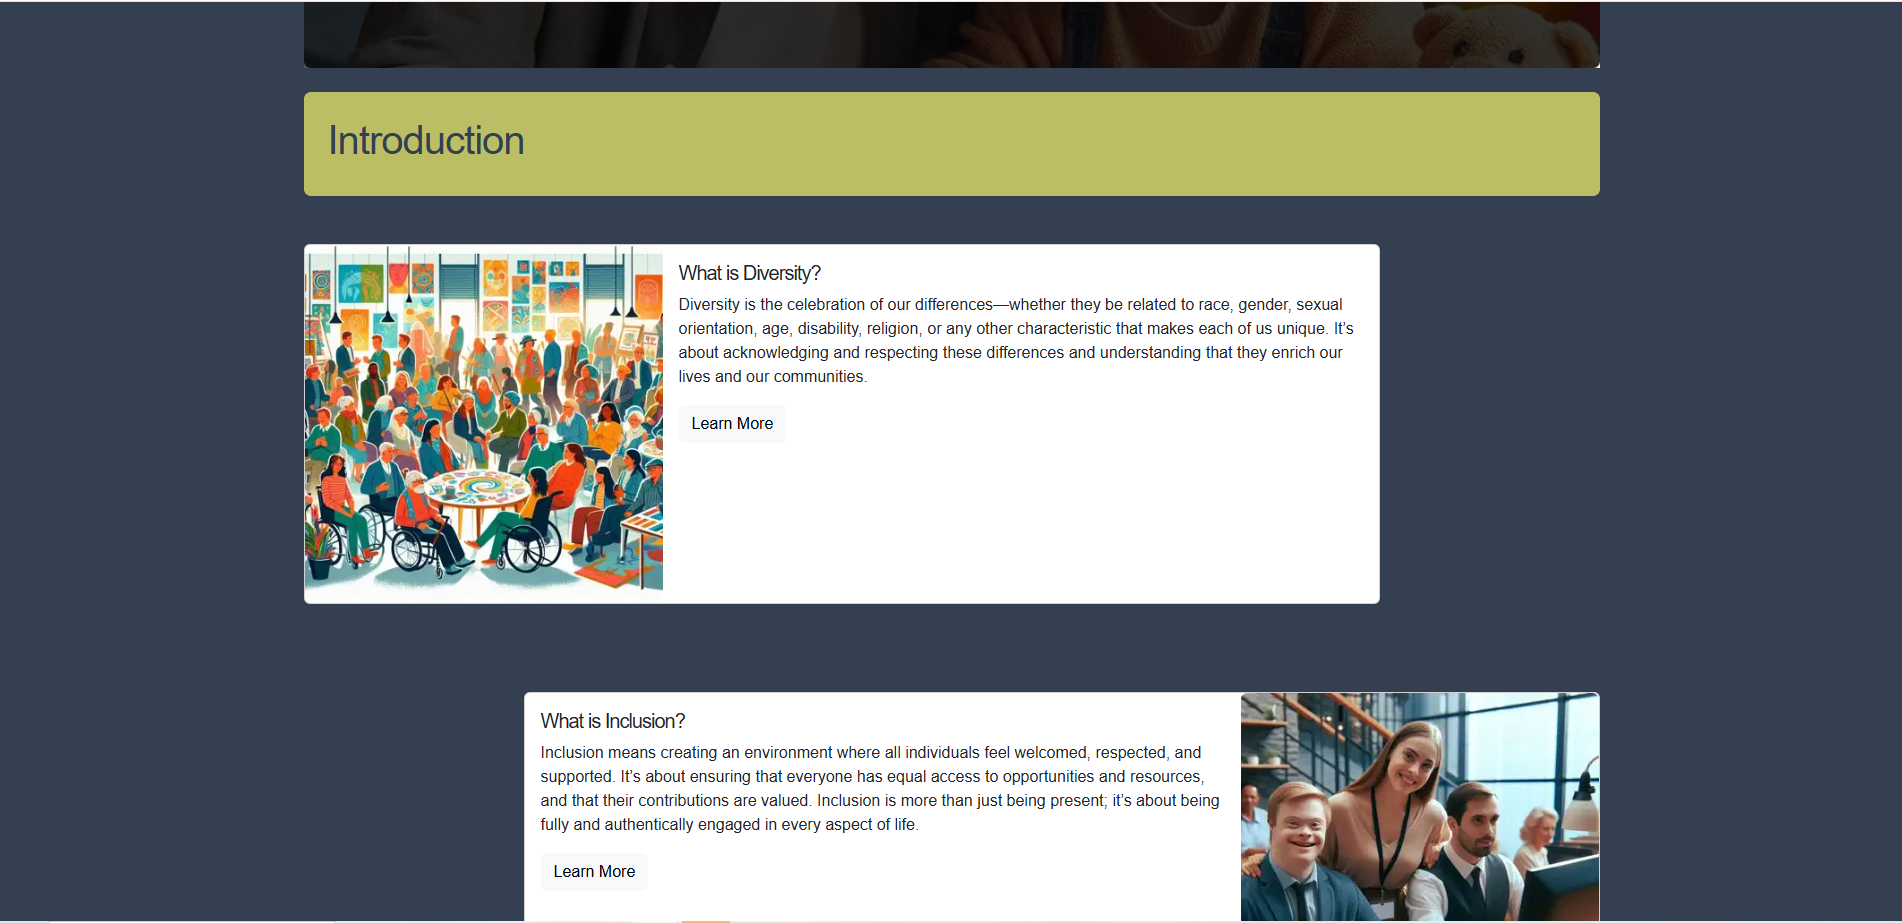 Introduction
What is Diversity?
Diversity is the celebration of our differences—whether they be related to race, gender, sexual
orientation, age, disability, religion, or any other characteristic that makes each of us unique. It’s
about acknowledging and respecting these differences and understanding that they enrich our
lives and our communities.
Learn More
What is Inclusion?
Inclusion means creating an environment where all individuals feel welcomed, respected, and
supported. It’s about ensuring that everyone has equal access to opportunities and resources,
and that their contributions are valued. Inclusion is more than just being present; it’s about being
fully and authentically engaged in every aspect of life.
Learn More